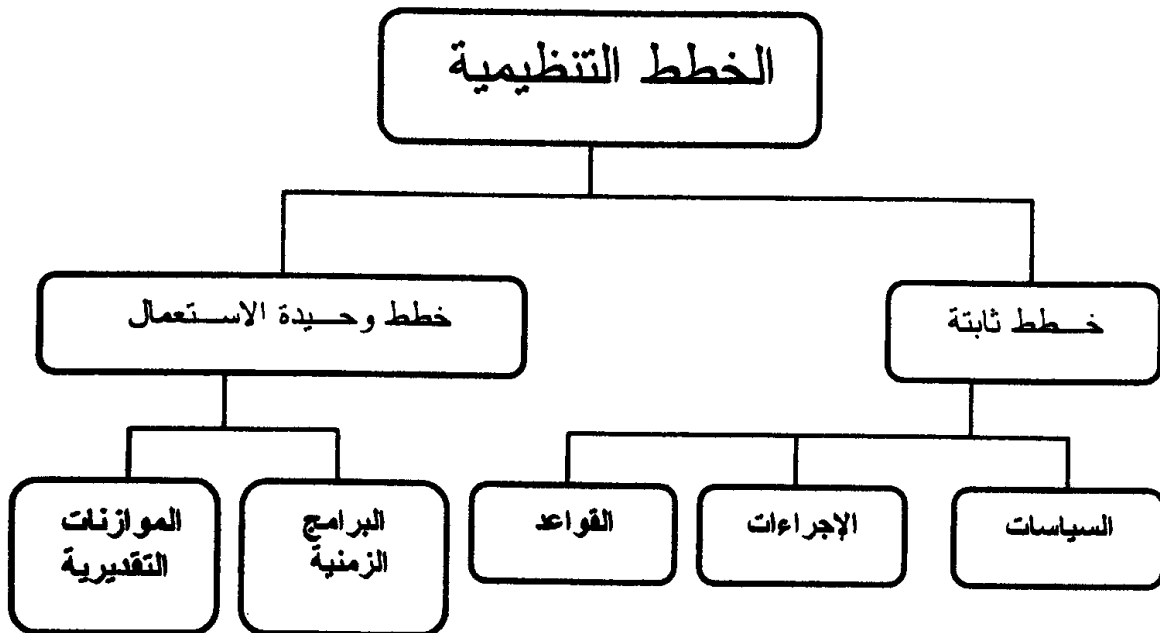 الخطط التنظيمية
خطط ثابتة
خطط وحيدة الاستعمال
السياسات
الإجراءات
القواعد
البرامج
الزمنية
الموازنات
التقديرية